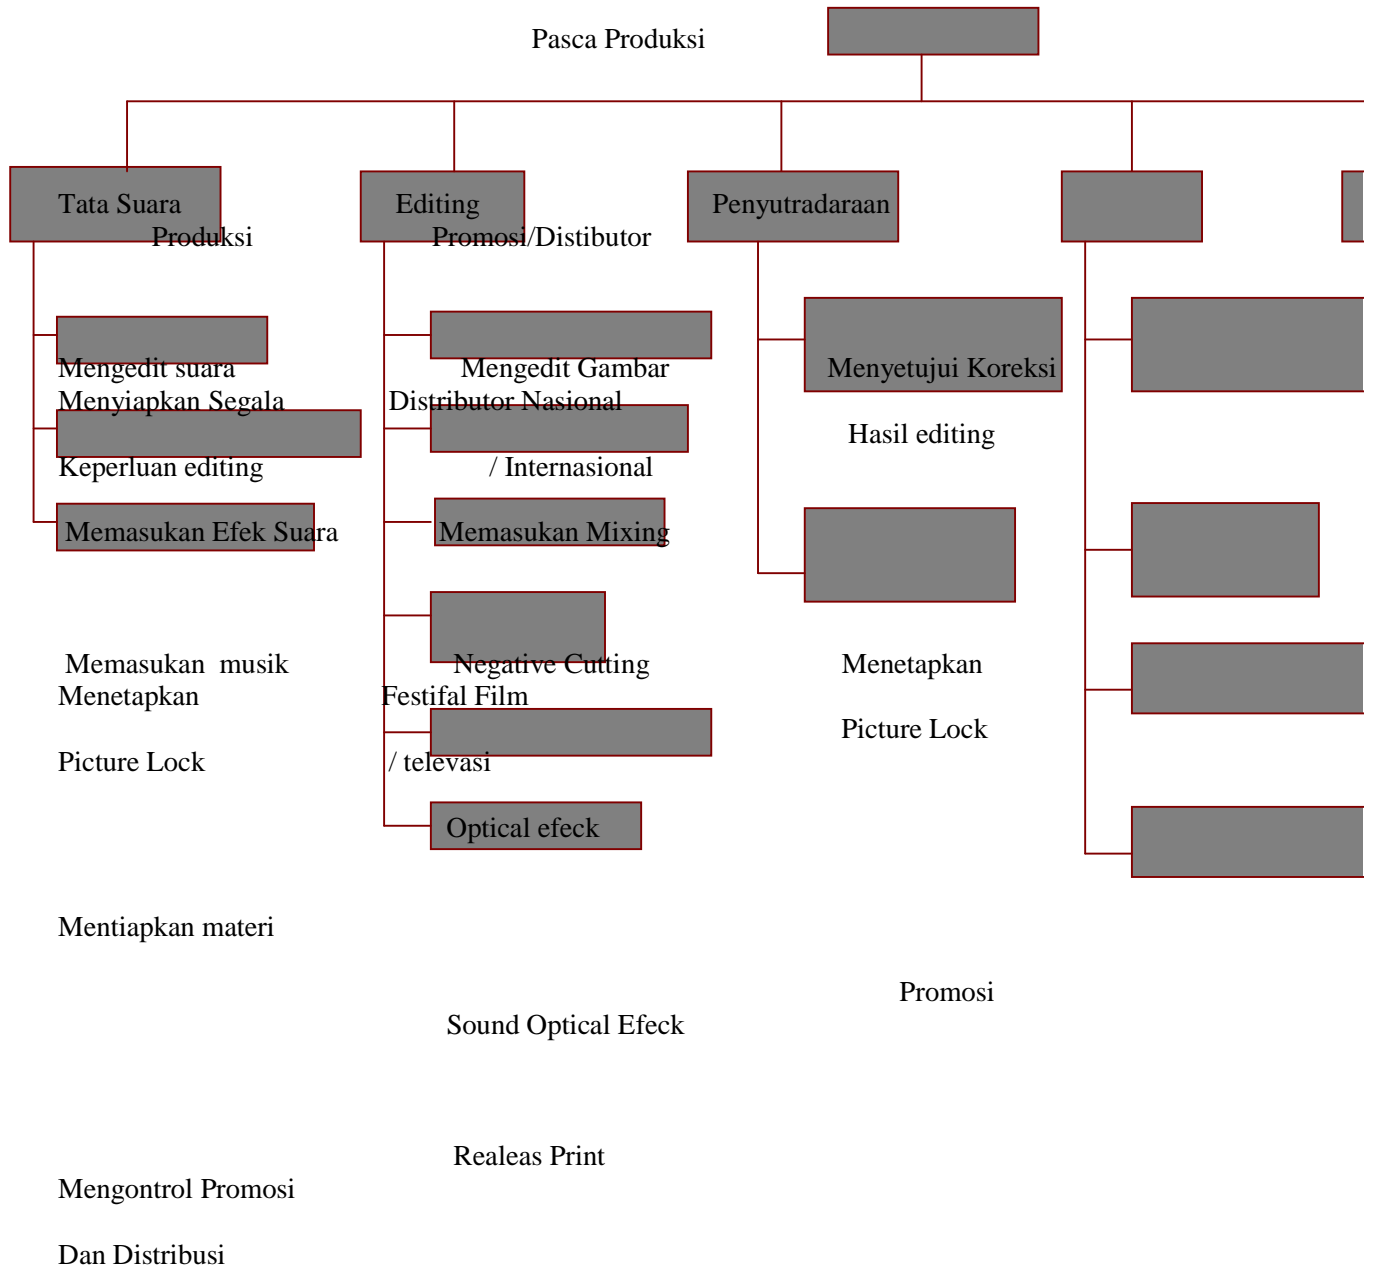 Pasca Produksi
Tata Suara Editing Penyutradaraan
Produksi Promosi/Distibutor
Mengedit suara Mengedit Gambar Menyetujui Koreksi
Menyiapkan Segala Distributor Nasional
Hasil editing
Keperluan editing / Internasional
Memasukan Efek Suara Memasukan Mixing
Memasukan musik Negative Cutting Menetapkan
Menetapkan Festifal Film
Picture Lock
Picture Lock / televasi
Optical efeck
Mentiapkan materi
Promosi
Sound Optical Efeck
Realeas Print
Mengontrol Promosi
Dan Distribusi